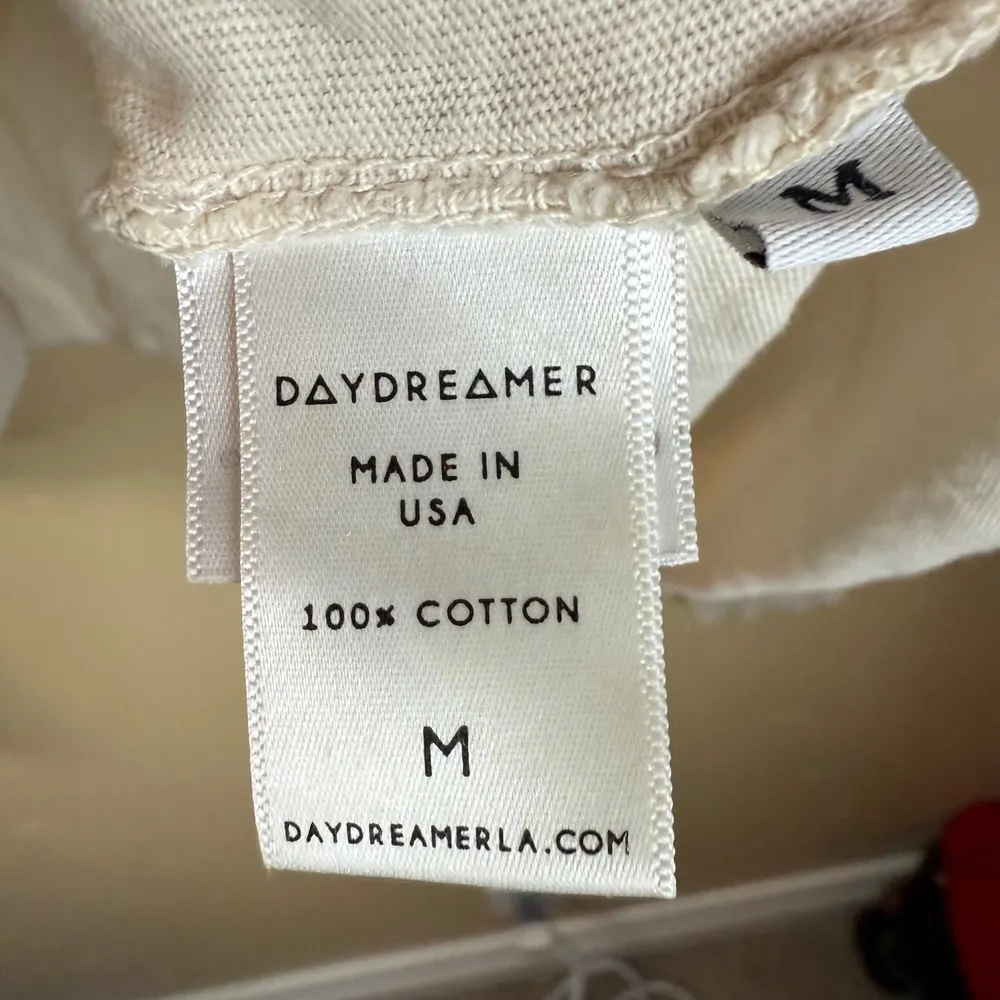 M
DAYDREAMER
MADE IN
USA
100% COTTON
M
DAYDREAMERLA.COM